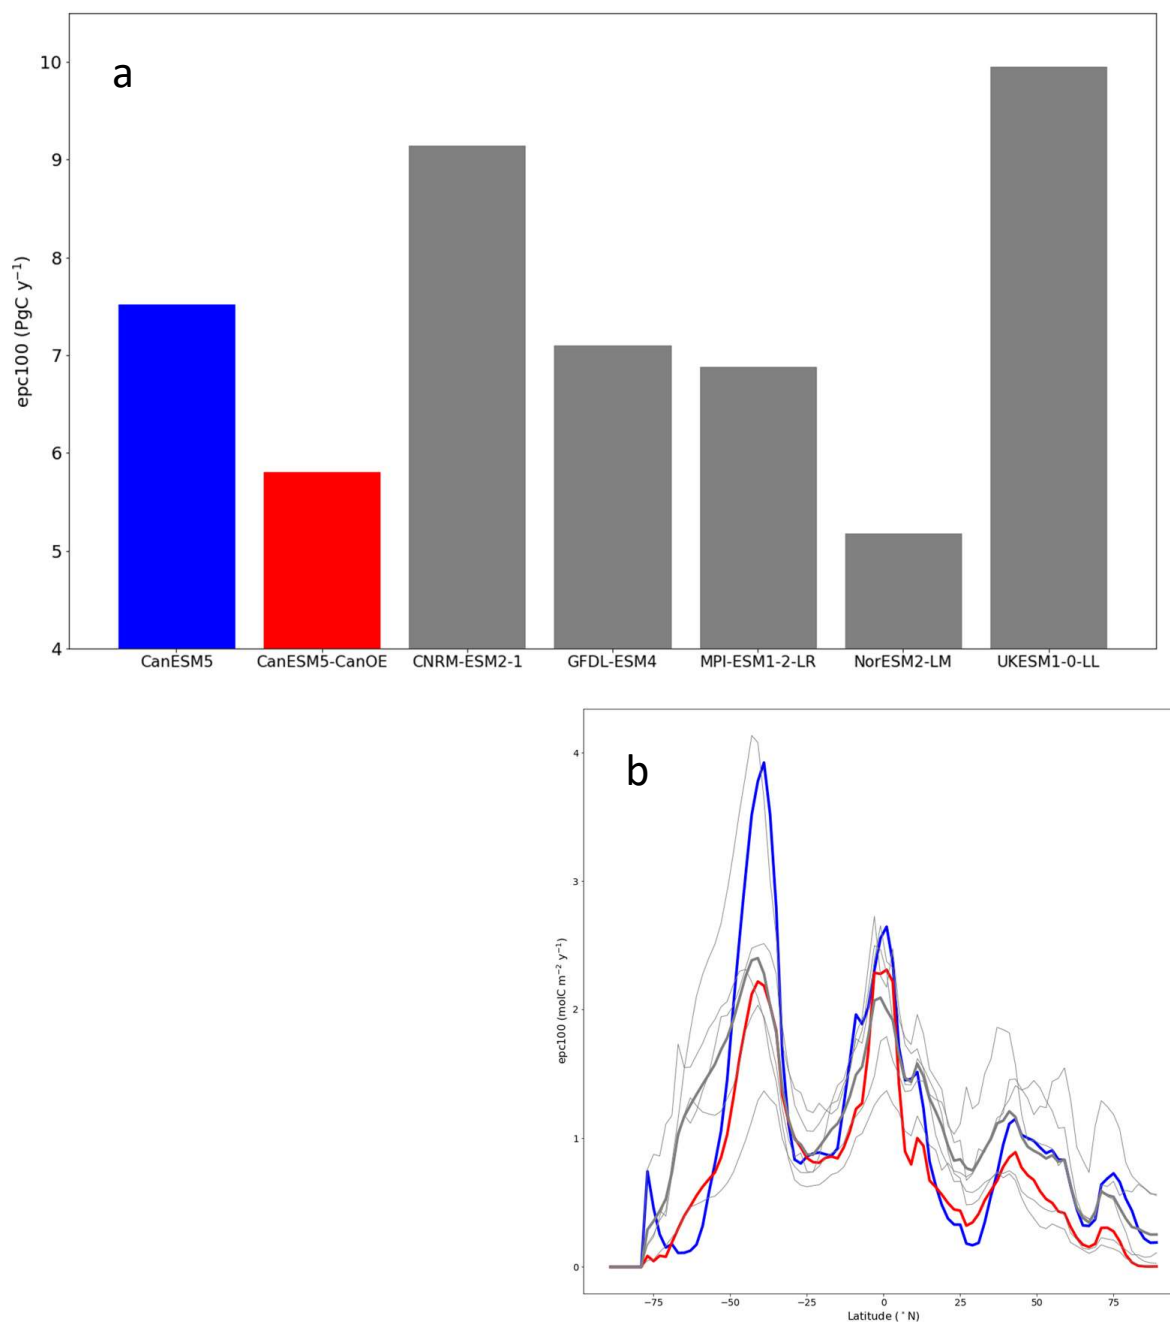 a
10
9
8
7
6
5
4
epc100 (PgC y⁻¹)
CanESM5 CanESM5-CanOE CNRM-ESM2-1 GFDL-ESM4 MPI-ESM1-2-LR NorESM2-LM UKESM1-0-LL
b
4
3
2
1
0
epc100 (molC m⁻² y⁻¹)
−75 −50 −25 0 25 50 75
Latitude (°N)